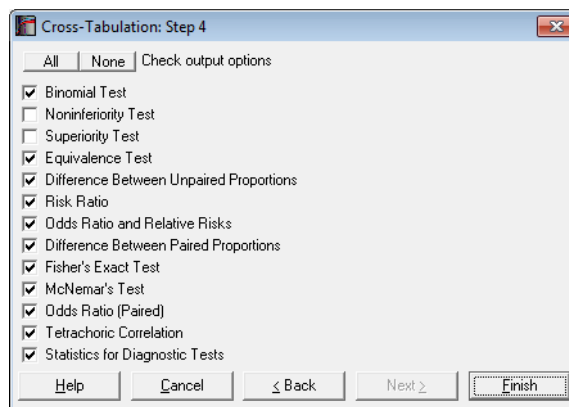 Cross-Tabulation: Step 4
All None Check output options
Binomial Test
Noninferiority Test
Superiority Test
Equivalence Test
Difference Between Unpaired Proportions
Risk Ratio
Odds Ratio and Relative Risks
Difference Between Paired Proportions
Fisher's Exact Test
McNemar's Test
Odds Ratio (Paired)
Tetrachoric Correlation
Statistics for Diagnostic Tests
Help Cancel < Back Next > Finish